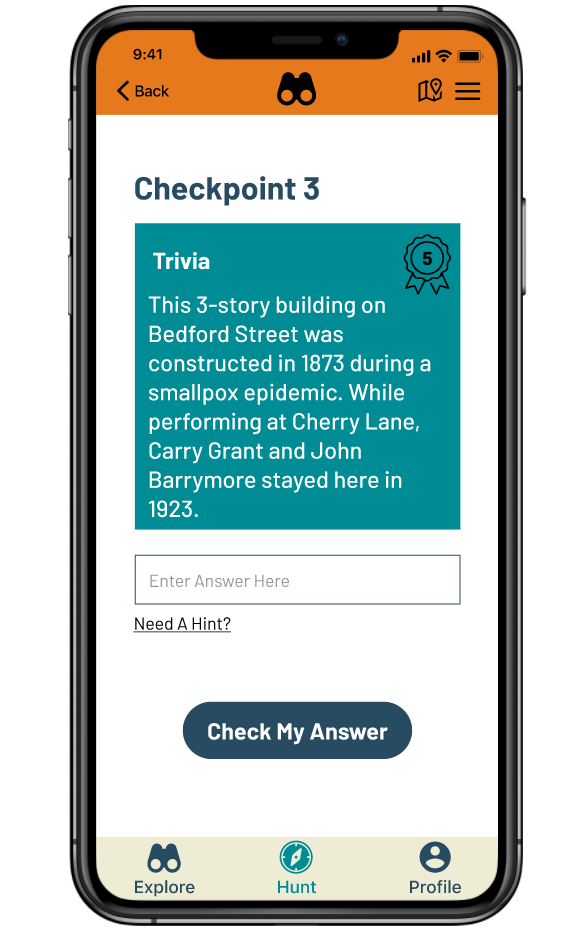 9:41
Back
Checkpoint 3
Trivia
5
This 3-story building on
Bedford Street was
constructed in 1873 during a
smallpox epidemic. While
performing at Cherry Lane,
Carry Grant and John
Barrymore stayed here in
1923.
Enter Answer Here
Need A Hint?
Check My Answer
Explore
Hunt
Profile